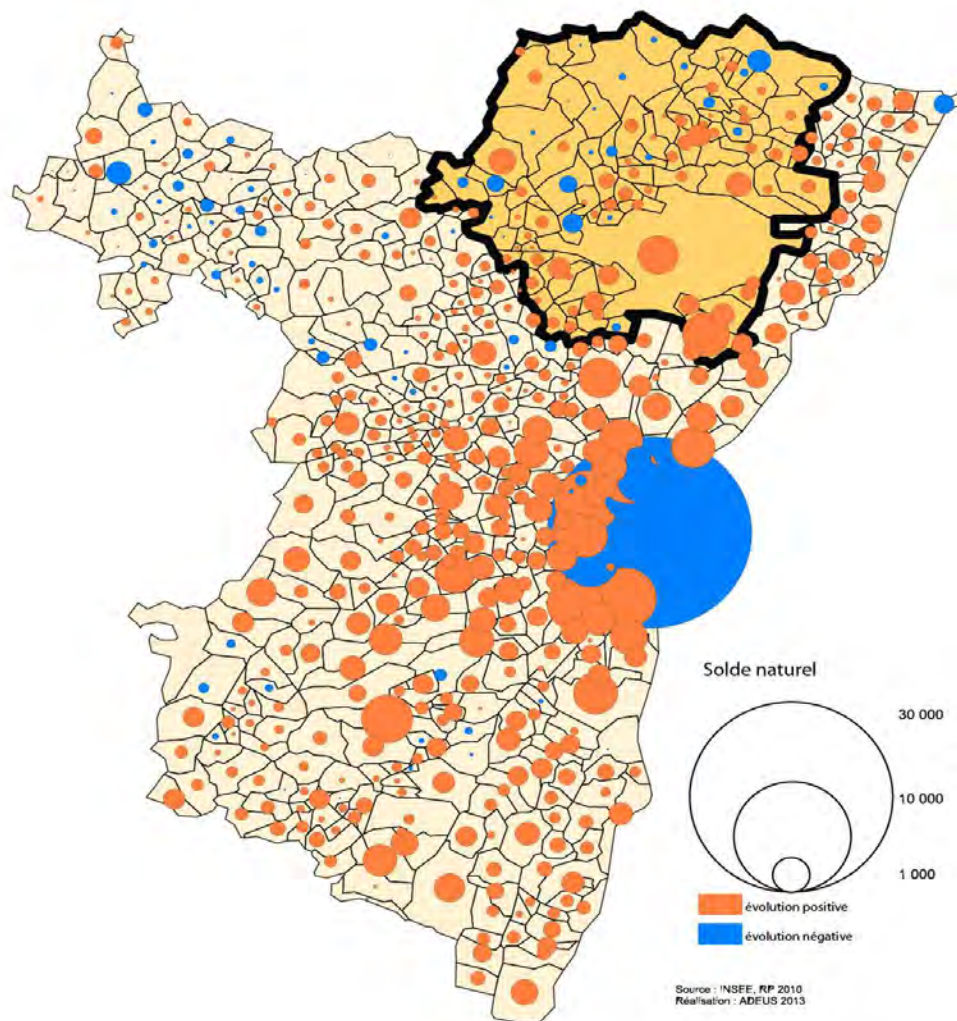 Solde naturel
30 000
10 000
1 000
évolution positive
évolution négative
Source : INSEE, RP 2010
Réalisation : ADEUS 2013